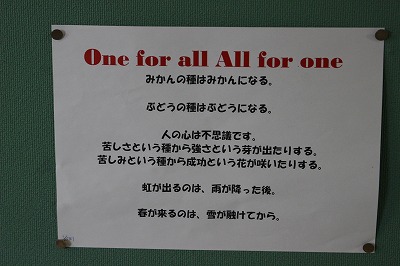 One for all All for one
みかんの種はみかんになる。
ぶどうの種はぶどうになる。
人の心は不思議です。
苦しさという種から強さという芽が出たりする。
苦しみという種から成功という花が咲いたりする。
虹が出るのは、雨が降った後。
春が来るのは、雪が融けてから。